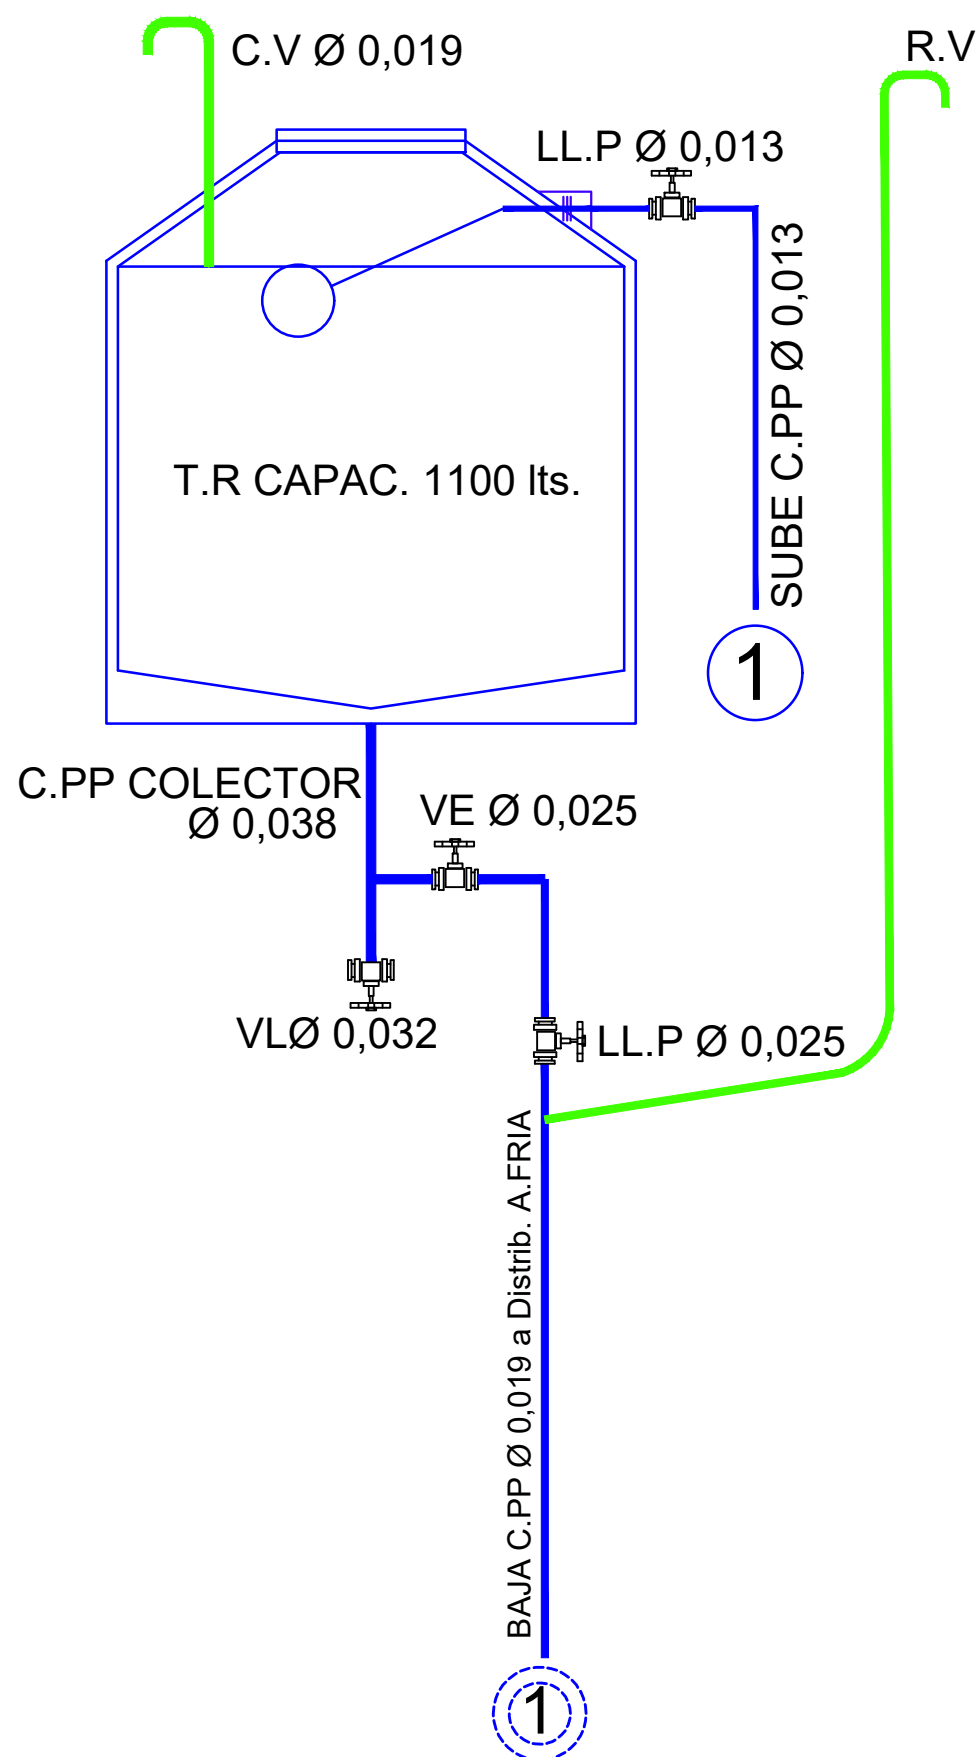 C.V Ø 0,019
R.V
LL.P Ø 0,013
SUBE C.PP Ø 0,013
T.R CAPAC. 1100 lts.
1
C.PP COLECTOR
Ø 0,038
VE Ø 0,025
VLØ 0,032
LL.P Ø 0,025
BAJA C.PP Ø 0,019 a Distrib. A.FRIA
1